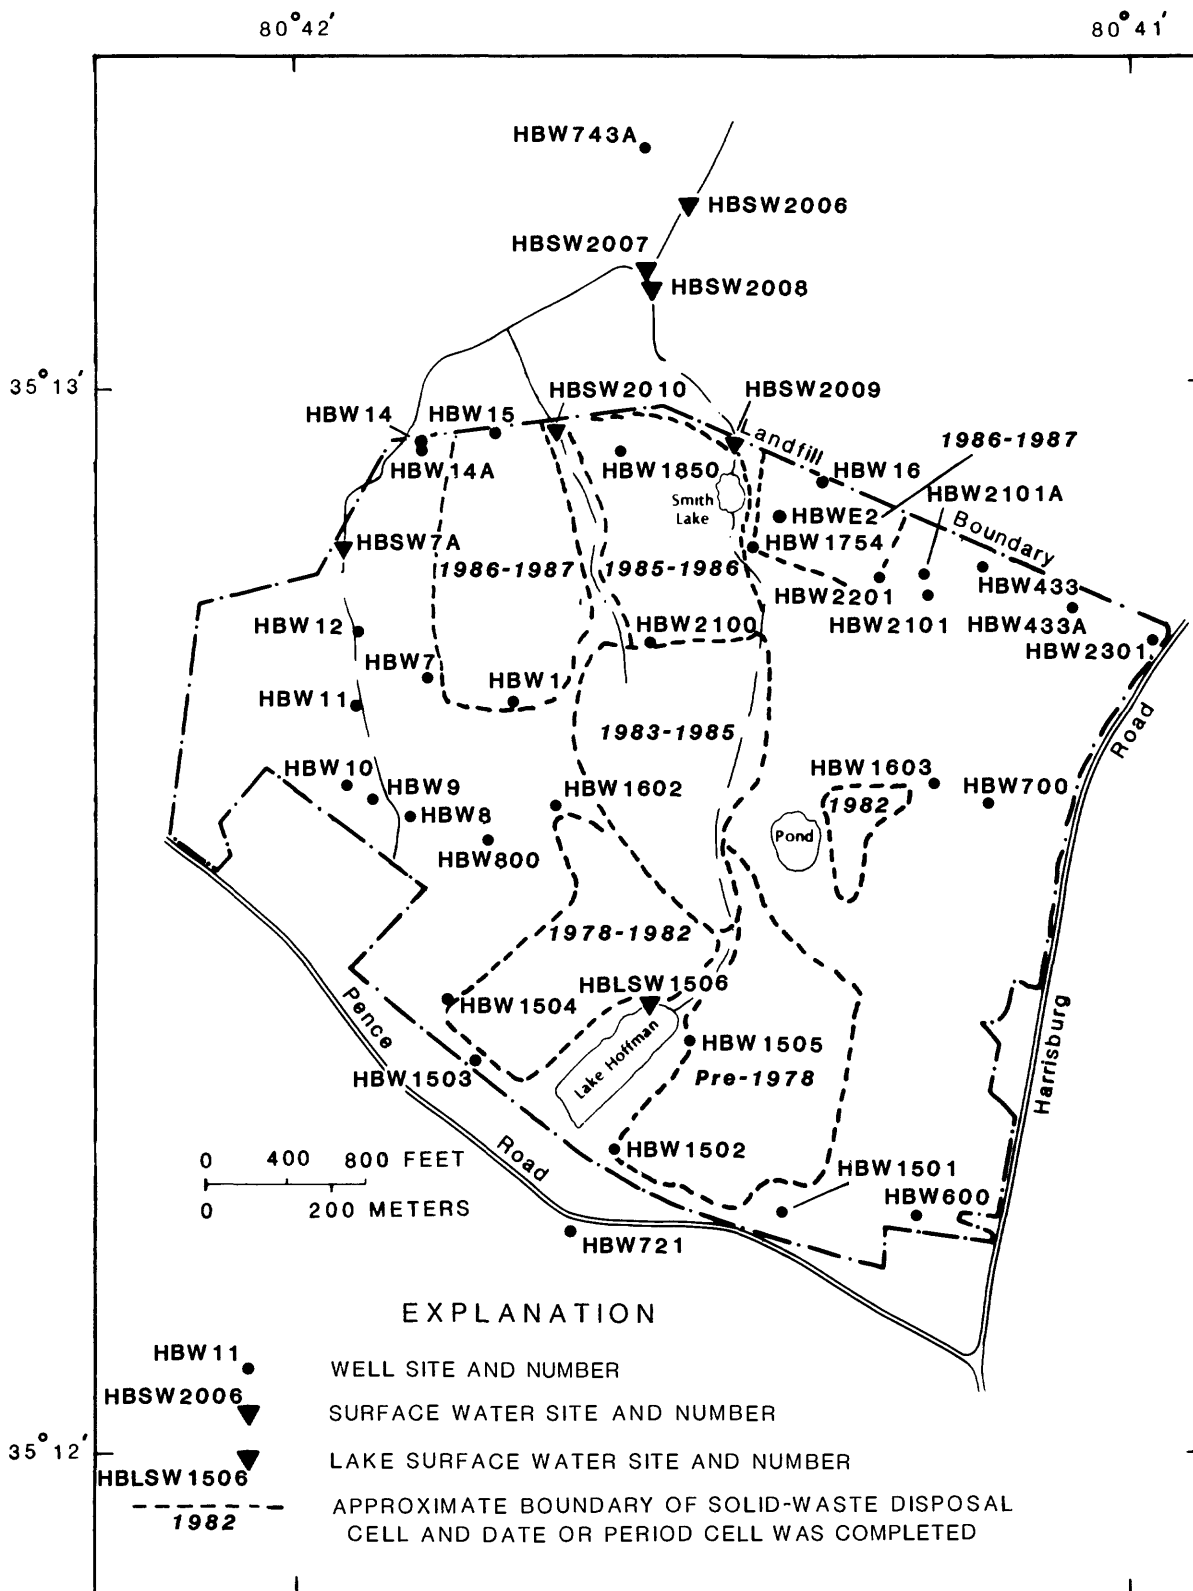 80°42′
80°41′
HBW743A
HBSW2006
HBSW2007
HBSW2008
35°13′
HBSW2010
HBSW2009
HBW14
HBW15
Landfill
1986-1987
HBW14A
HBW1850
HBW16
HBW2101A
Smith
Lake
HBWE2
Boundary
HBSW7A
HBW1754
1986-1987
1985-1986
HBW2201
HBW433
HBW12
HBW2100
HBW2101
HBW433A
HBW2301
HBW7
HBW1
HBW11
1983-1985
Road
HBW10
HBW9
HBW1602
HBW1603
HBW700
1982
HBW8
Pond
HBW800
1978-1982
HBLSW1506
HBW1504
Pence
Lake Hoffman
HBW1505
Harrisburg
HBW1503
Pre-1978
Road
HBW1502
0 400 800 FEET
0 200 METERS
HBW1501
HBW600
HBW721
EXPLANATION
HBW11
WELL SITE AND NUMBER
HBSW2006
SURFACE WATER SITE AND NUMBER
35°12′
LAKE SURFACE WATER SITE AND NUMBER
HBLSW1506
APPROXIMATE BOUNDARY OF SOLID-WASTE DISPOSAL
1982
CELL AND DATE OR PERIOD CELL WAS COMPLETED